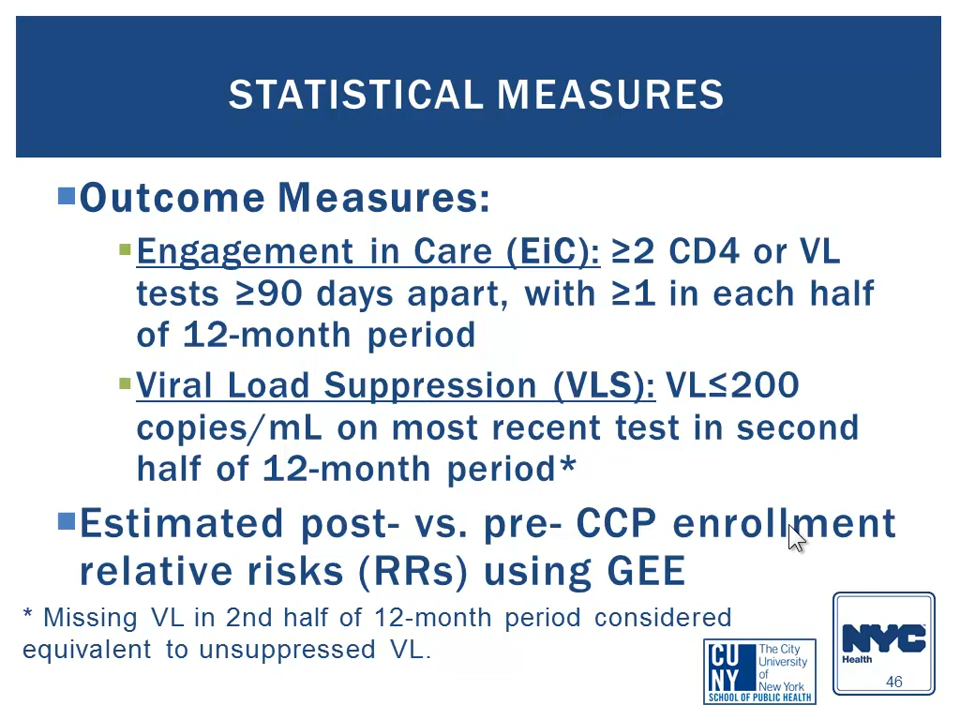 STATISTICAL MEASURES
Outcome Measures:
Engagement in Care (EiC): ≥2 CD4 or VL
tests ≥90 days apart, with ≥1 in each half
of 12-month period
Viral Load Suppression (VLS): VL≤200
copies/mL on most recent test in second
half of 12-month period*
Estimated post- vs. pre- CCP enrollment
relative risks (RRs) using GEE
* Missing VL in 2nd half of 12-month period considered
equivalent to unsuppressed VL.
CU
NY
The City
University
of
New York
SCHOOL OF PUBLIC HEALTH
NYC
Health
46